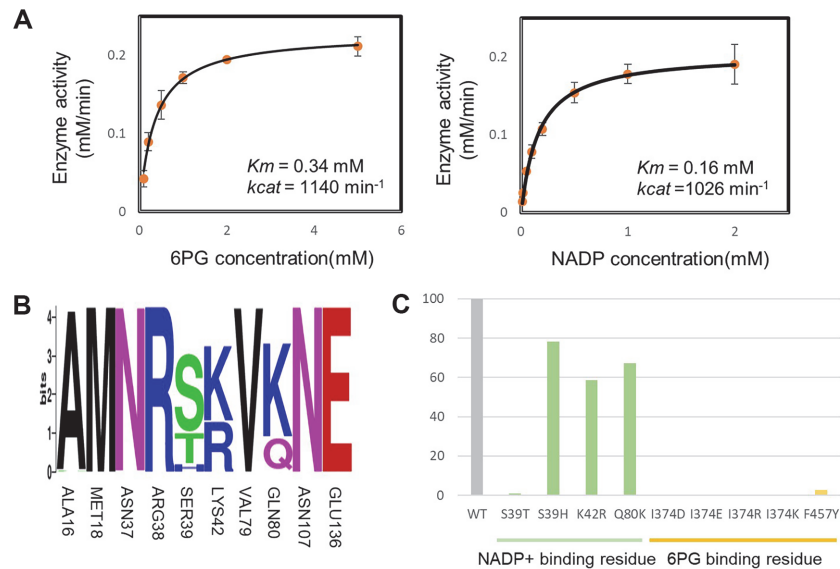 A
Enzyme activity
(mM/min)
0.2
0.1
0
0 2 4 6
6PG concentration(mM)
Km = 0.34 mM
kcat = 1140 min-1
Enzyme activity
(mM/min)
0.2
0.1
0
0 1 2
NADP concentration(mM)
Km = 0.16 mM
kcat =1026 min-1
B
bits
4
3
2
1
0
A M N R S T K R V K Q N E
ALA16
MET18
ASN37
ARG38
SER39
LYS42
VAL79
GLN80
ASN107
GLU136
C
100
80
60
40
20
0
WT S39T S39H K42R Q80K I374D I374E I374R I374K F457Y
NADP+ binding residue 6PG binding residue